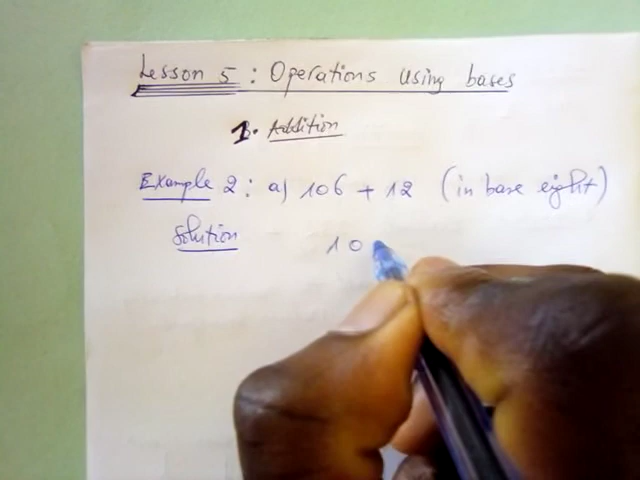 Lesson 5 : Operations using bases
1. Addition
Example 2 : a) 106 + 12 (in base eight)
Solution
10